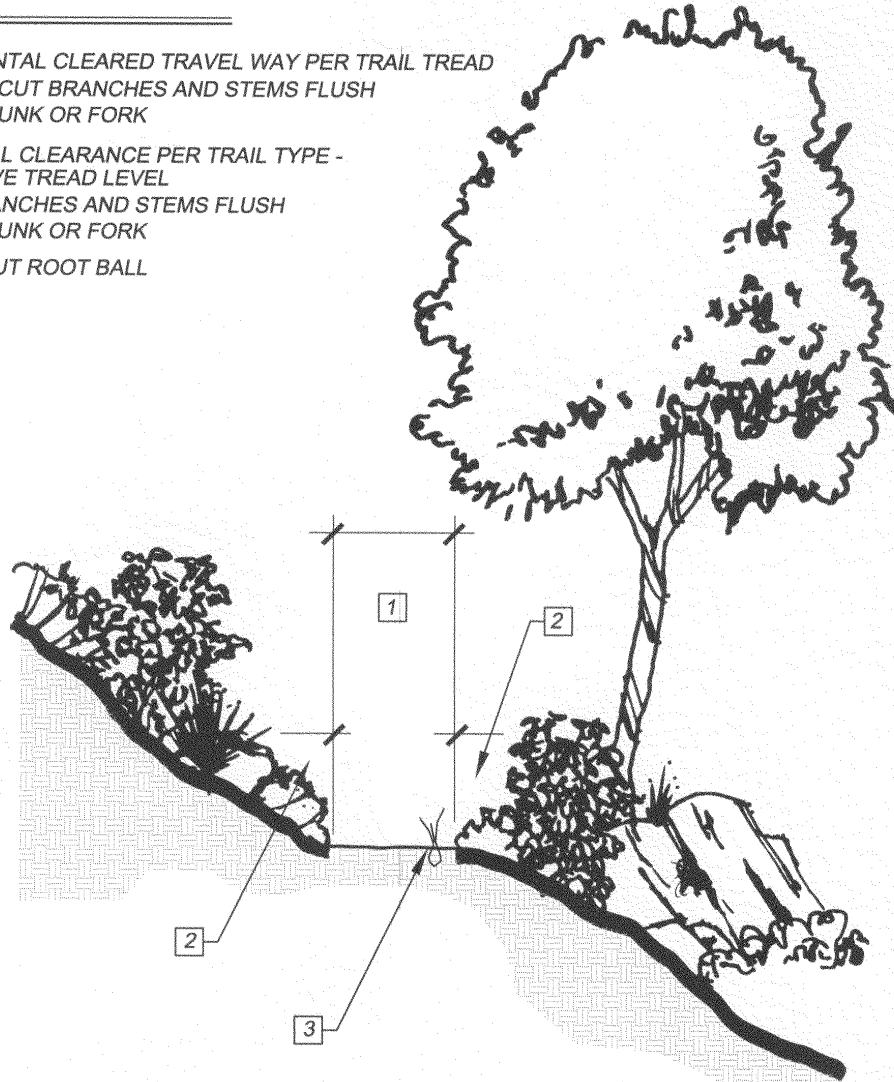 NTAL CLEARED TRAVEL WAY PER TRAIL TREAD
CUT BRANCHES AND STEMS FLUSH
UNK OR FORK
L CLEARANCE PER TRAIL TYPE -
VE TREAD LEVEL
ANCHES AND STEMS FLUSH
UNK OR FORK
UT ROOT BALL
1
2
2
3